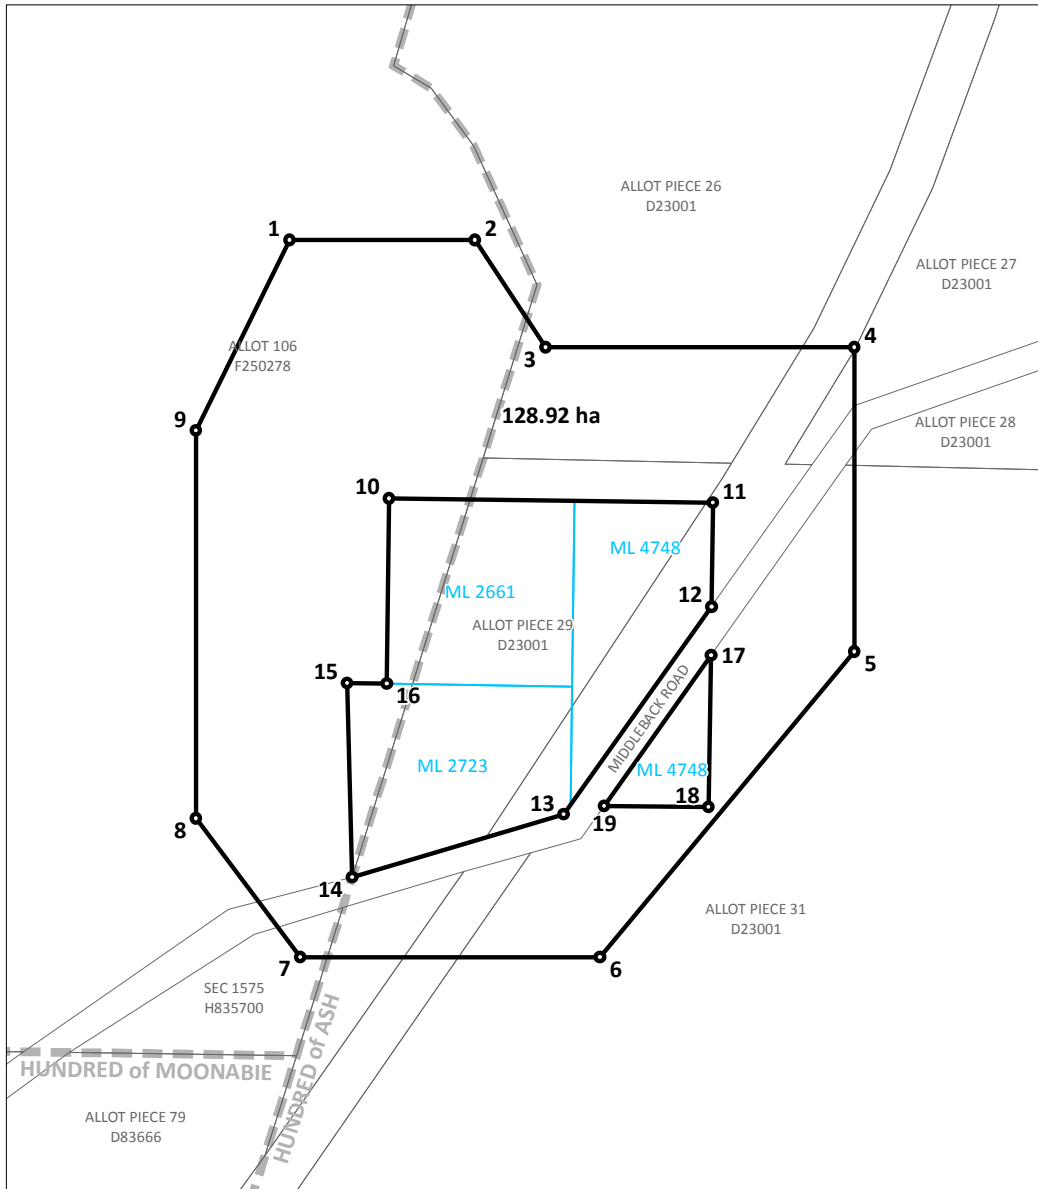 ALLOT PIECE 26
D23001
1
2
ALLOT PIECE 27
D23001
ALLOT 106
F250278
3
4
9
128.92 ha
ALLOT PIECE 28
D23001
10
11
ML 4748
ML 2661
12
ALLOT PIECE 29
D23001
17
5
15
16
MIDDLEBACK ROAD
ML 2723
ML 4748
13
18
19
8
14
ALLOT PIECE 31
D23001
7
6
SEC 1575
H835700
HUNDRED of ASH
HUNDRED of MOONABIE
ALLOT PIECE 79
D83666